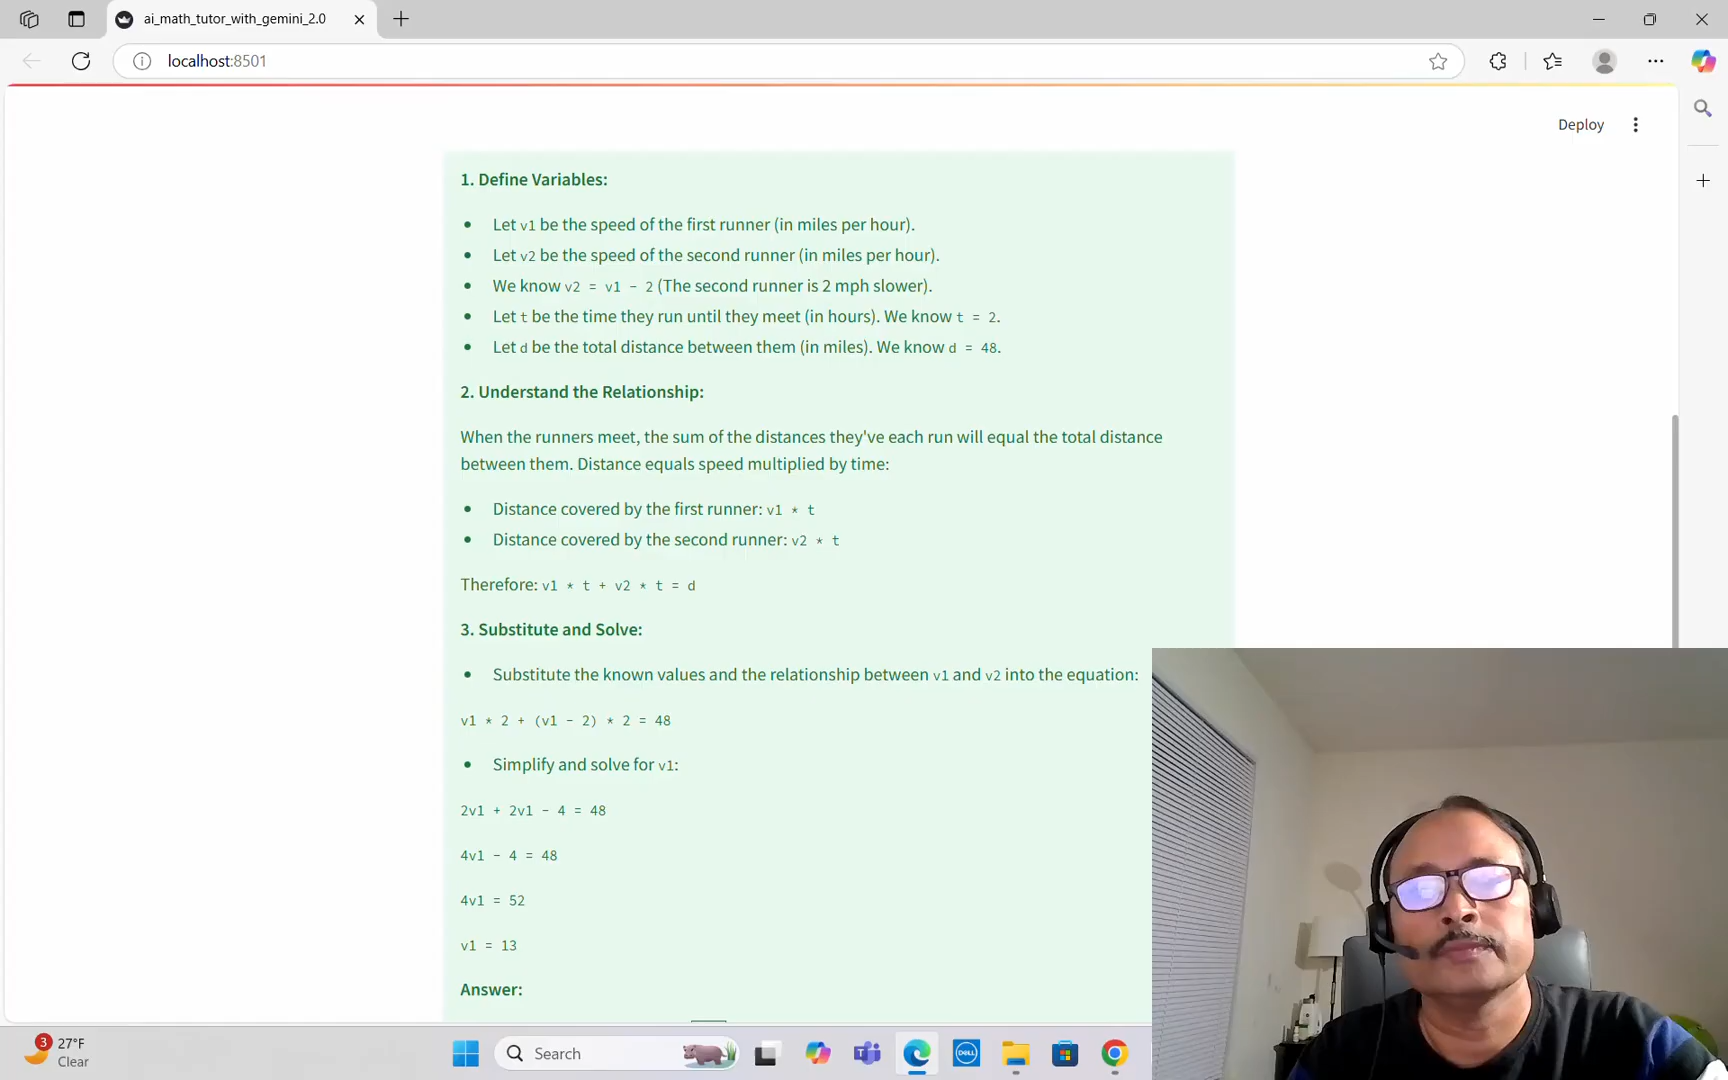 ai_math_tutor_with_gemini_2.0
localhost:8501
Deploy
1. Define Variables:
Let v1 be the speed of the first runner (in miles per hour).
Let v2 be the speed of the second runner (in miles per hour).
We know v2 = v1 - 2 (The second runner is 2 mph slower).
Let t be the time they run until they meet (in hours). We know t = 2.
Let d be the total distance between them (in miles). We know d = 48.
2. Understand the Relationship:
When the runners meet, the sum of the distances they've each run will equal the total distance
between them. Distance equals speed multiplied by time:
Distance covered by the first runner: v1 * t
Distance covered by the second runner: v2 * t
Therefore: v1 * t + v2 * t = d
3. Substitute and Solve:
Substitute the known values and the relationship between v1 and v2 into the equation:
v1 * 2 + (v1 - 2) * 2 = 48
Simplify and solve for v1:
2v1 + 2v1 - 4 = 48
4v1 - 4 = 48
4v1 = 52
v1 = 13
Answer:
3
27°F
Clear
Search
DELL